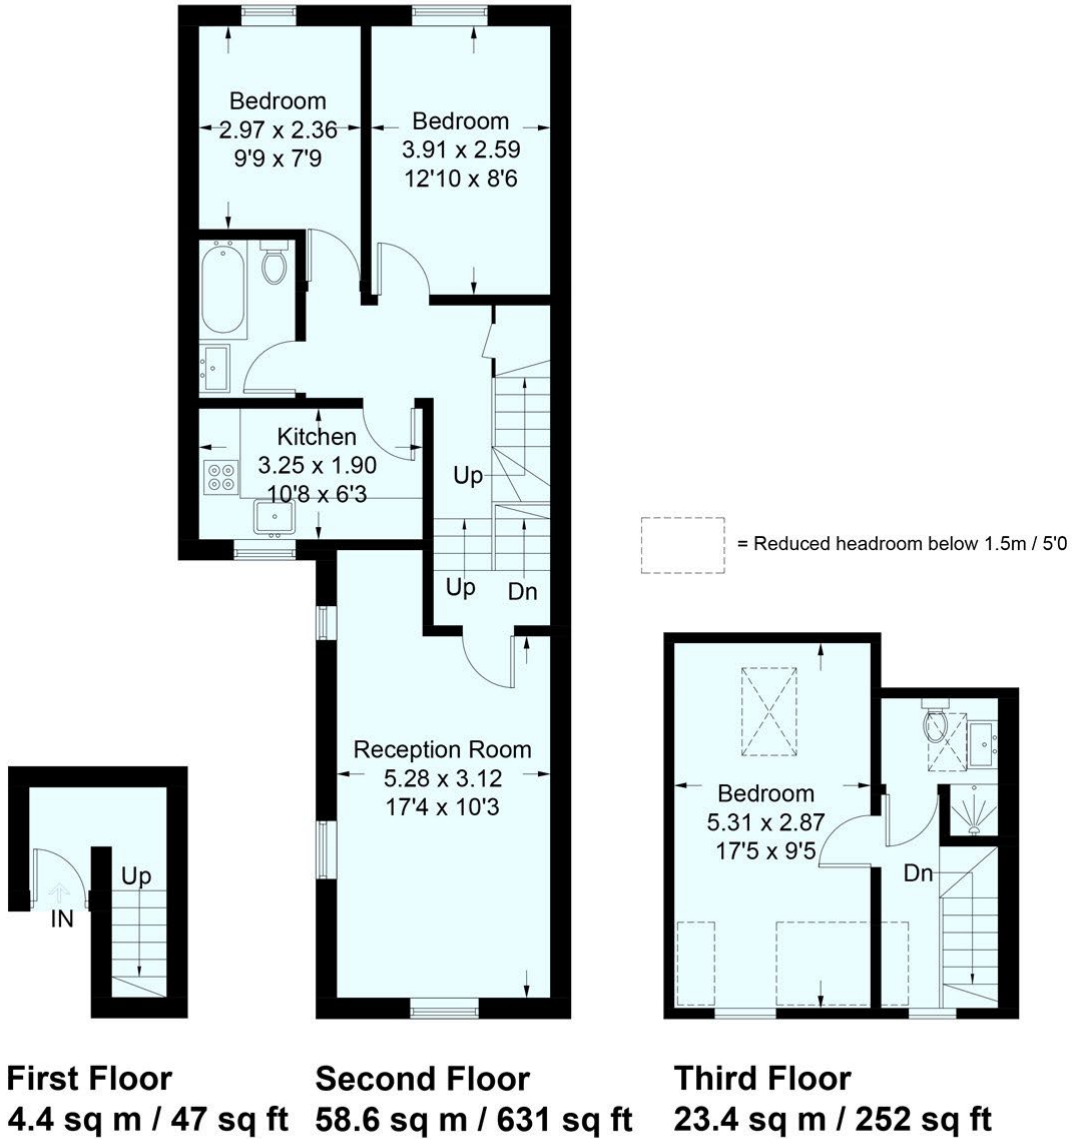 Bedroom
2.97 x 2.36
9'9 x 7'9
Bedroom
3.91 x 2.59
12'10 x 8'6
Kitchen
3.25 x 1.90
10'8 x 6'3
Up
Up
Dn
= Reduced headroom below 1.5m / 5'0
Reception Room
5.28 x 3.12
17'4 x 10'3
Bedroom
5.31 x 2.87
17'5 x 9'5
Dn
Up
IN
First Floor
4.4 sq m / 47 sq ft
Second Floor
58.6 sq m / 631 sq ft
Third Floor
23.4 sq m / 252 sq ft